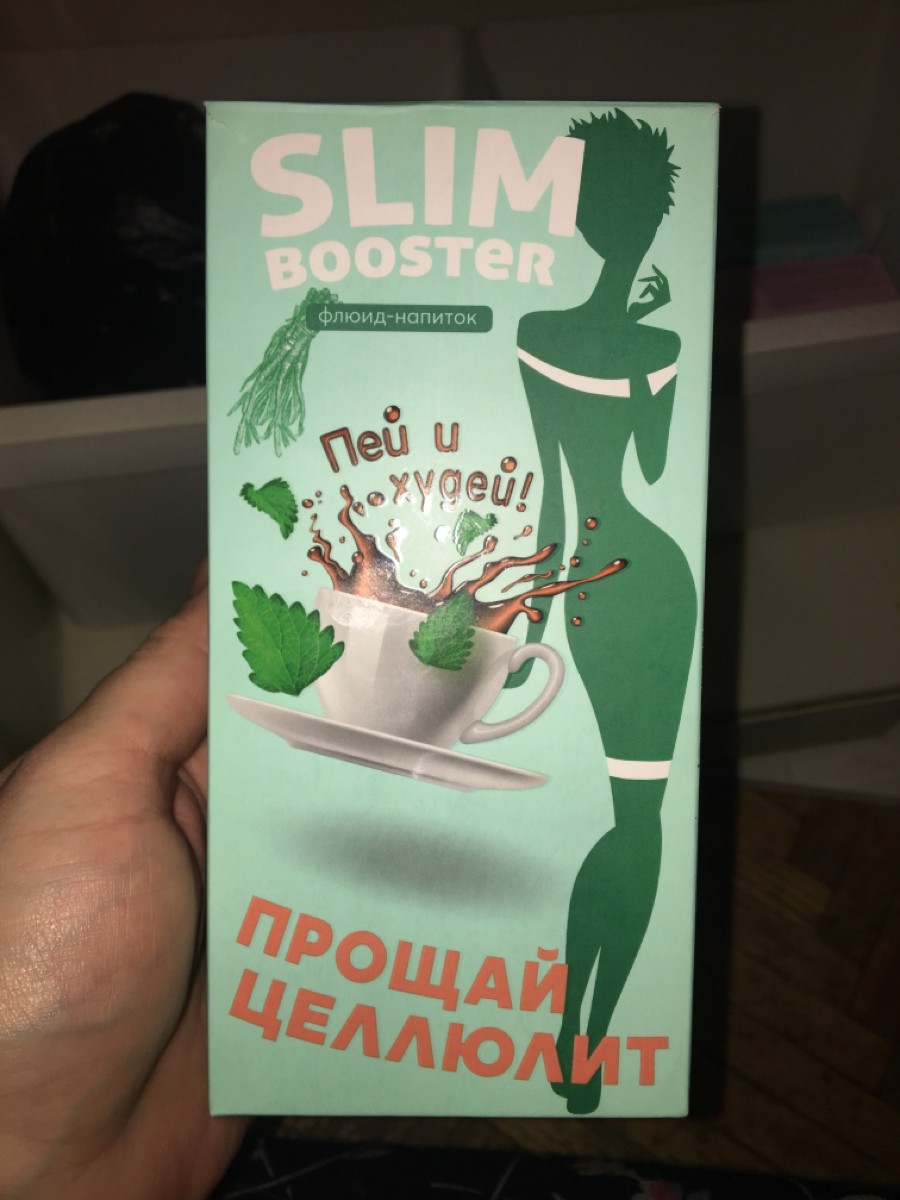 SLIM
BOOSTER
флюид-напиток
Пей и
худей!
ПРОЩАЙ
ЦЕЛЛЮЛИТ